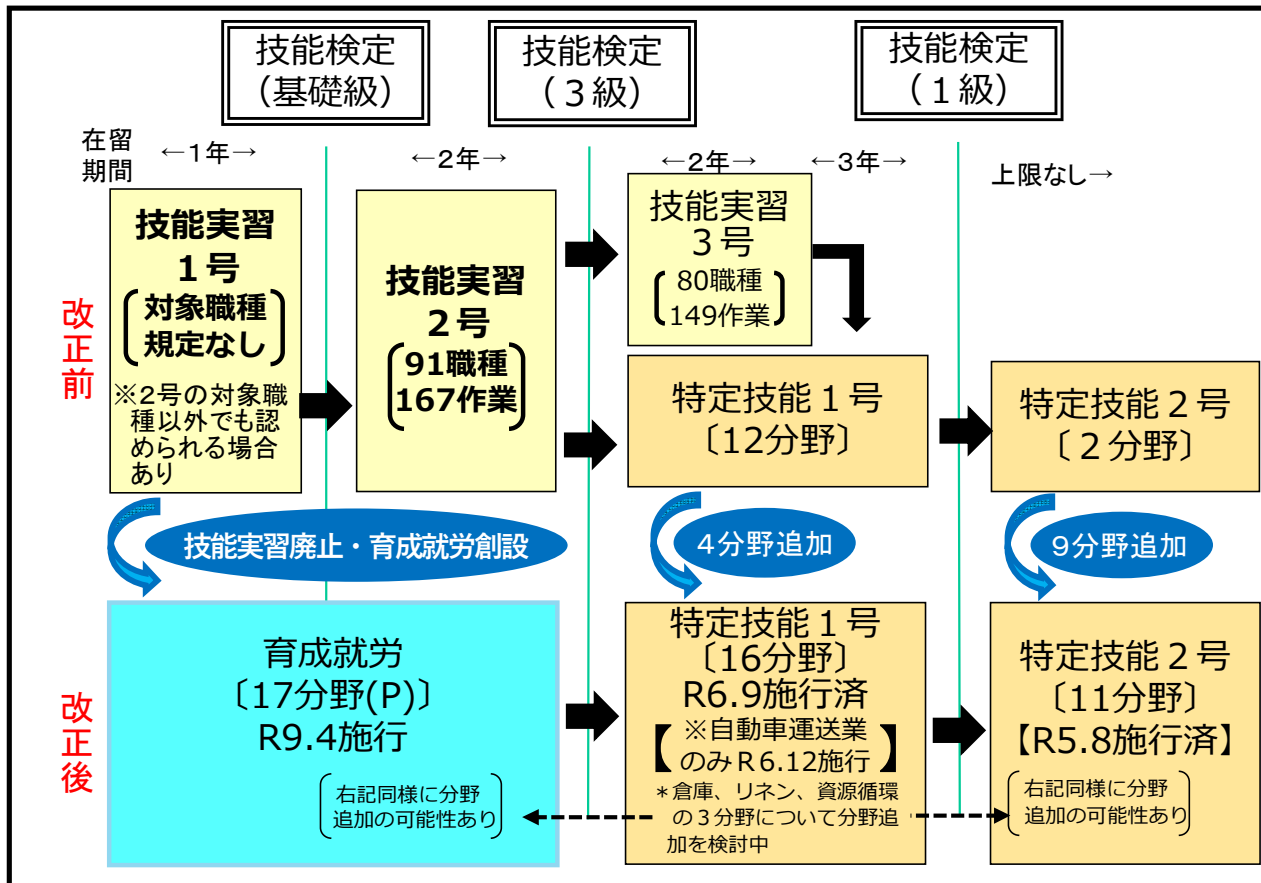 技能検定
（基礎級）
技能検定
（３級）
技能検定
（１級）
在留
期間
←1年→
←2年→
←2年→
←3年→
上限なし→
改正前
技能実習
１号
対象職種
規定なし
※2号の対象職
種以外でも認
められる場合
あり
技能実習
２号
91職種
167作業
技能実習
３号
80職種
149作業
特定技能１号
〔12分野〕
特定技能２号
〔２分野〕
技能実習廃止・育成就労創設
４分野追加
９分野追加
改正後
育成就労
〔17分野(P)〕
R9.4施行
右記同様に分野
追加の可能性あり
特定技能１号
〔16分野〕
R6.9施行済
【※自動車運送業
のみＲ6.12施行】
＊倉庫、リネン、資源循環
の３分野について分野追
加を検討中
特定技能２号
〔11分野〕
【R5.8施行済】
右記同様に分野
追加の可能性あり